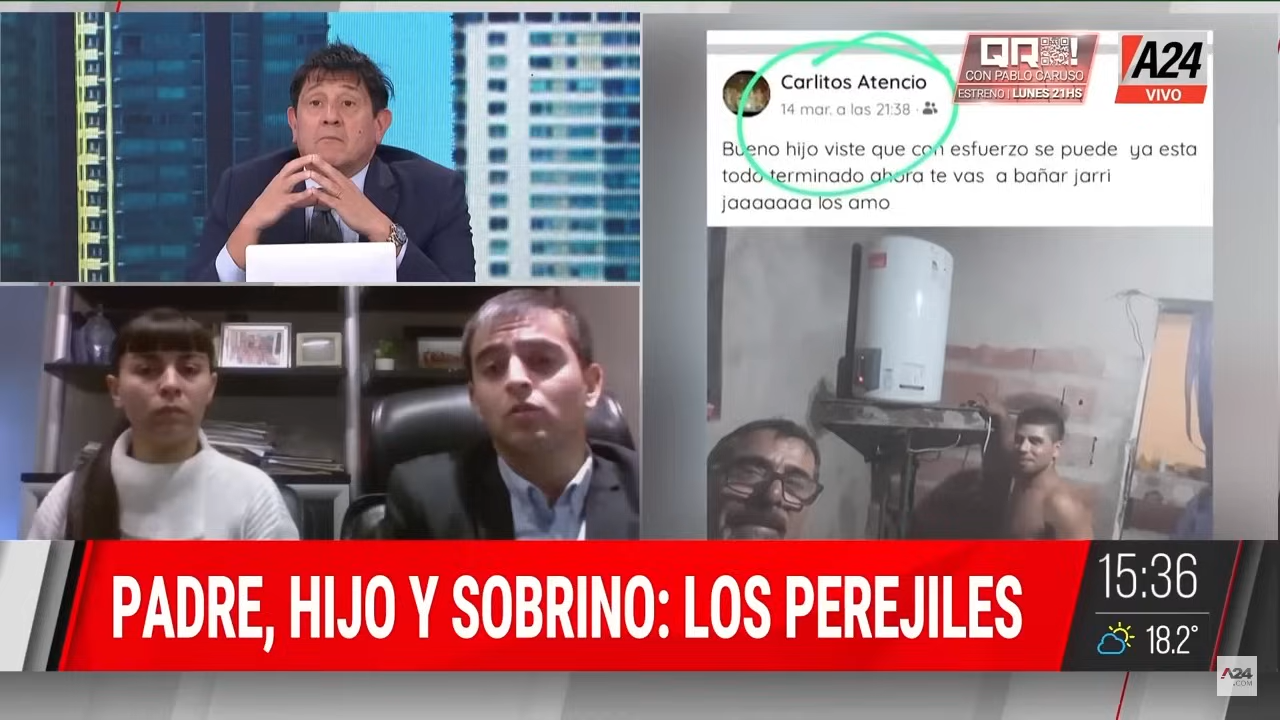 Carlitos Atencio
14 mar. a las 21:38
Bueno hijo viste que con esfuerzo se puede ya esta
todo terminado ahora te vas a bañar jarri
jaaaaaaa los amo
QR!
CON PABLO CARUSO
ESTRENO | LUNES 21HS
A24
VIVO
PADRE, HIJO Y SOBRINO: LOS PEREJILES
15:36
18.2°
A24
.COM